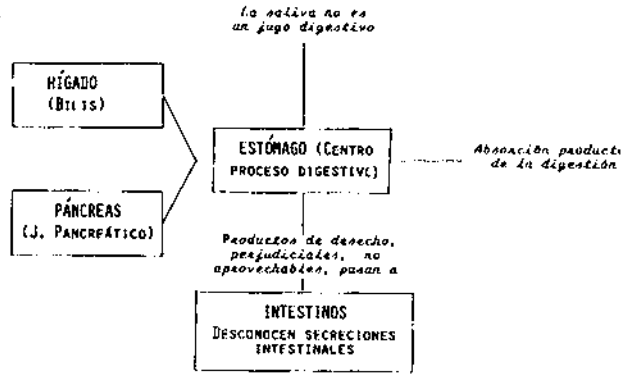 La saliva no es
un jugo digestivo
HÍGADO
(BILIS)
ESTÓMAGO (CENTRO
PROCESO DIGESTIVO)
Absorción product
de la digestión
PÁNCREAS
(J. PANCREÁTICO)
Productos de desecho,
perjudiciales, no
aprovechables, pasan a
INTESTINOS
DESCONOCEN SECRECIONES
INTESTINALES